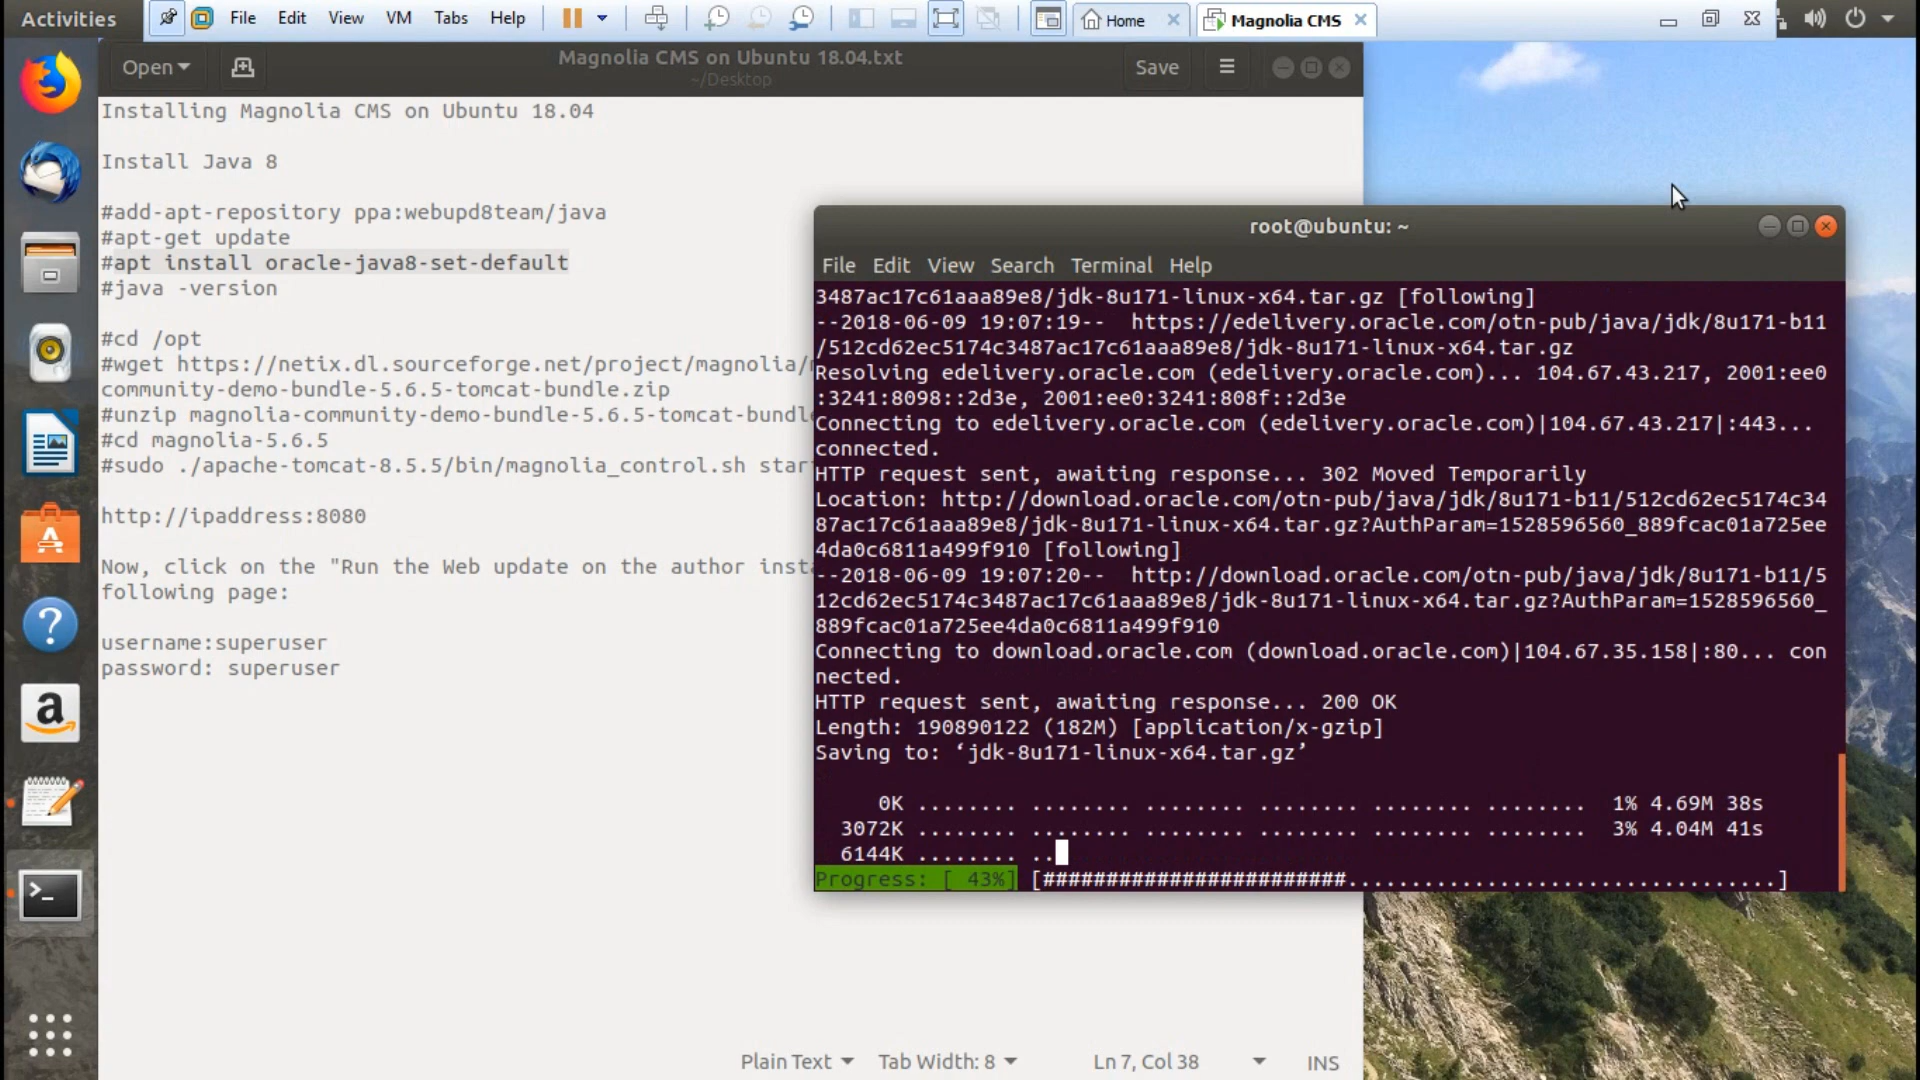 Activities
File Edit View VM Tabs Help
Home
Magnolia CMS
Open
Magnolia CMS on Ubuntu 18.04.txt
~/Desktop
Save
Installing Magnolia CMS on Ubuntu 18.04
Install Java 8
#add-apt-repository ppa:webupd8team/java
#apt-get update
#apt install oracle-java8-set-default
#java -version
#cd /opt
#wget https://netix.dl.sourceforge.net/project/magnolia/
community-demo-bundle-5.6.5-tomcat-bundle.zip
#unzip magnolia-community-demo-bundle-5.6.5-tomcat-bundl
#cd magnolia-5.6.5
#sudo ./apache-tomcat-8.5.5/bin/magnolia_control.sh star
http://ipaddress:8080
Now, click on the "Run the Web update on the author inst
following page:
username:superuser
password: superuser
Plain Text Tab Width: 8 Ln 7, Col 38 INS
root@ubuntu: ~
File Edit View Search Terminal Help
3487ac17c61aaa89e8/jdk-8u171-linux-x64.tar.gz [following]
--2018-06-09 19:07:19-- https://edelivery.oracle.com/otn-pub/java/jdk/8u171-b11
/512cd62ec5174c3487ac17c61aaa89e8/jdk-8u171-linux-x64.tar.gz
Resolving edelivery.oracle.com (edelivery.oracle.com)... 104.67.43.217, 2001:ee0
:3241:8098::2d3e, 2001:ee0:3241:808f::2d3e
Connecting to edelivery.oracle.com (edelivery.oracle.com)|104.67.43.217|:443...
connected.
HTTP request sent, awaiting response... 302 Moved Temporarily
Location: http://download.oracle.com/otn-pub/java/jdk/8u171-b11/512cd62ec5174c34
87ac17c61aaa89e8/jdk-8u171-linux-x64.tar.gz?AuthParam=1528596560_889fcac01a725ee
4da0c6811a499f910 [following]
--2018-06-09 19:07:20-- http://download.oracle.com/otn-pub/java/jdk/8u171-b11/5
12cd62ec5174c3487ac17c61aaa89e8/jdk-8u171-linux-x64.tar.gz?AuthParam=1528596560_
889fcac01a725ee4da0c6811a499f910
Connecting to download.oracle.com (download.oracle.com)|104.67.35.158|:80... con
nected.
HTTP request sent, awaiting response... 200 OK
Length: 190890122 (182M) [application/x-gzip]
Saving to: ‘jdk-8u171-linux-x64.tar.gz’
0K ........ ........ ........ ........ ........ ........ 1% 4.69M 38s
3072K ........ ........ ........ ........ ........ ........ 3% 4.04M 41s
6144K ........ ..
Progress: [ 43%] [########################..................................]